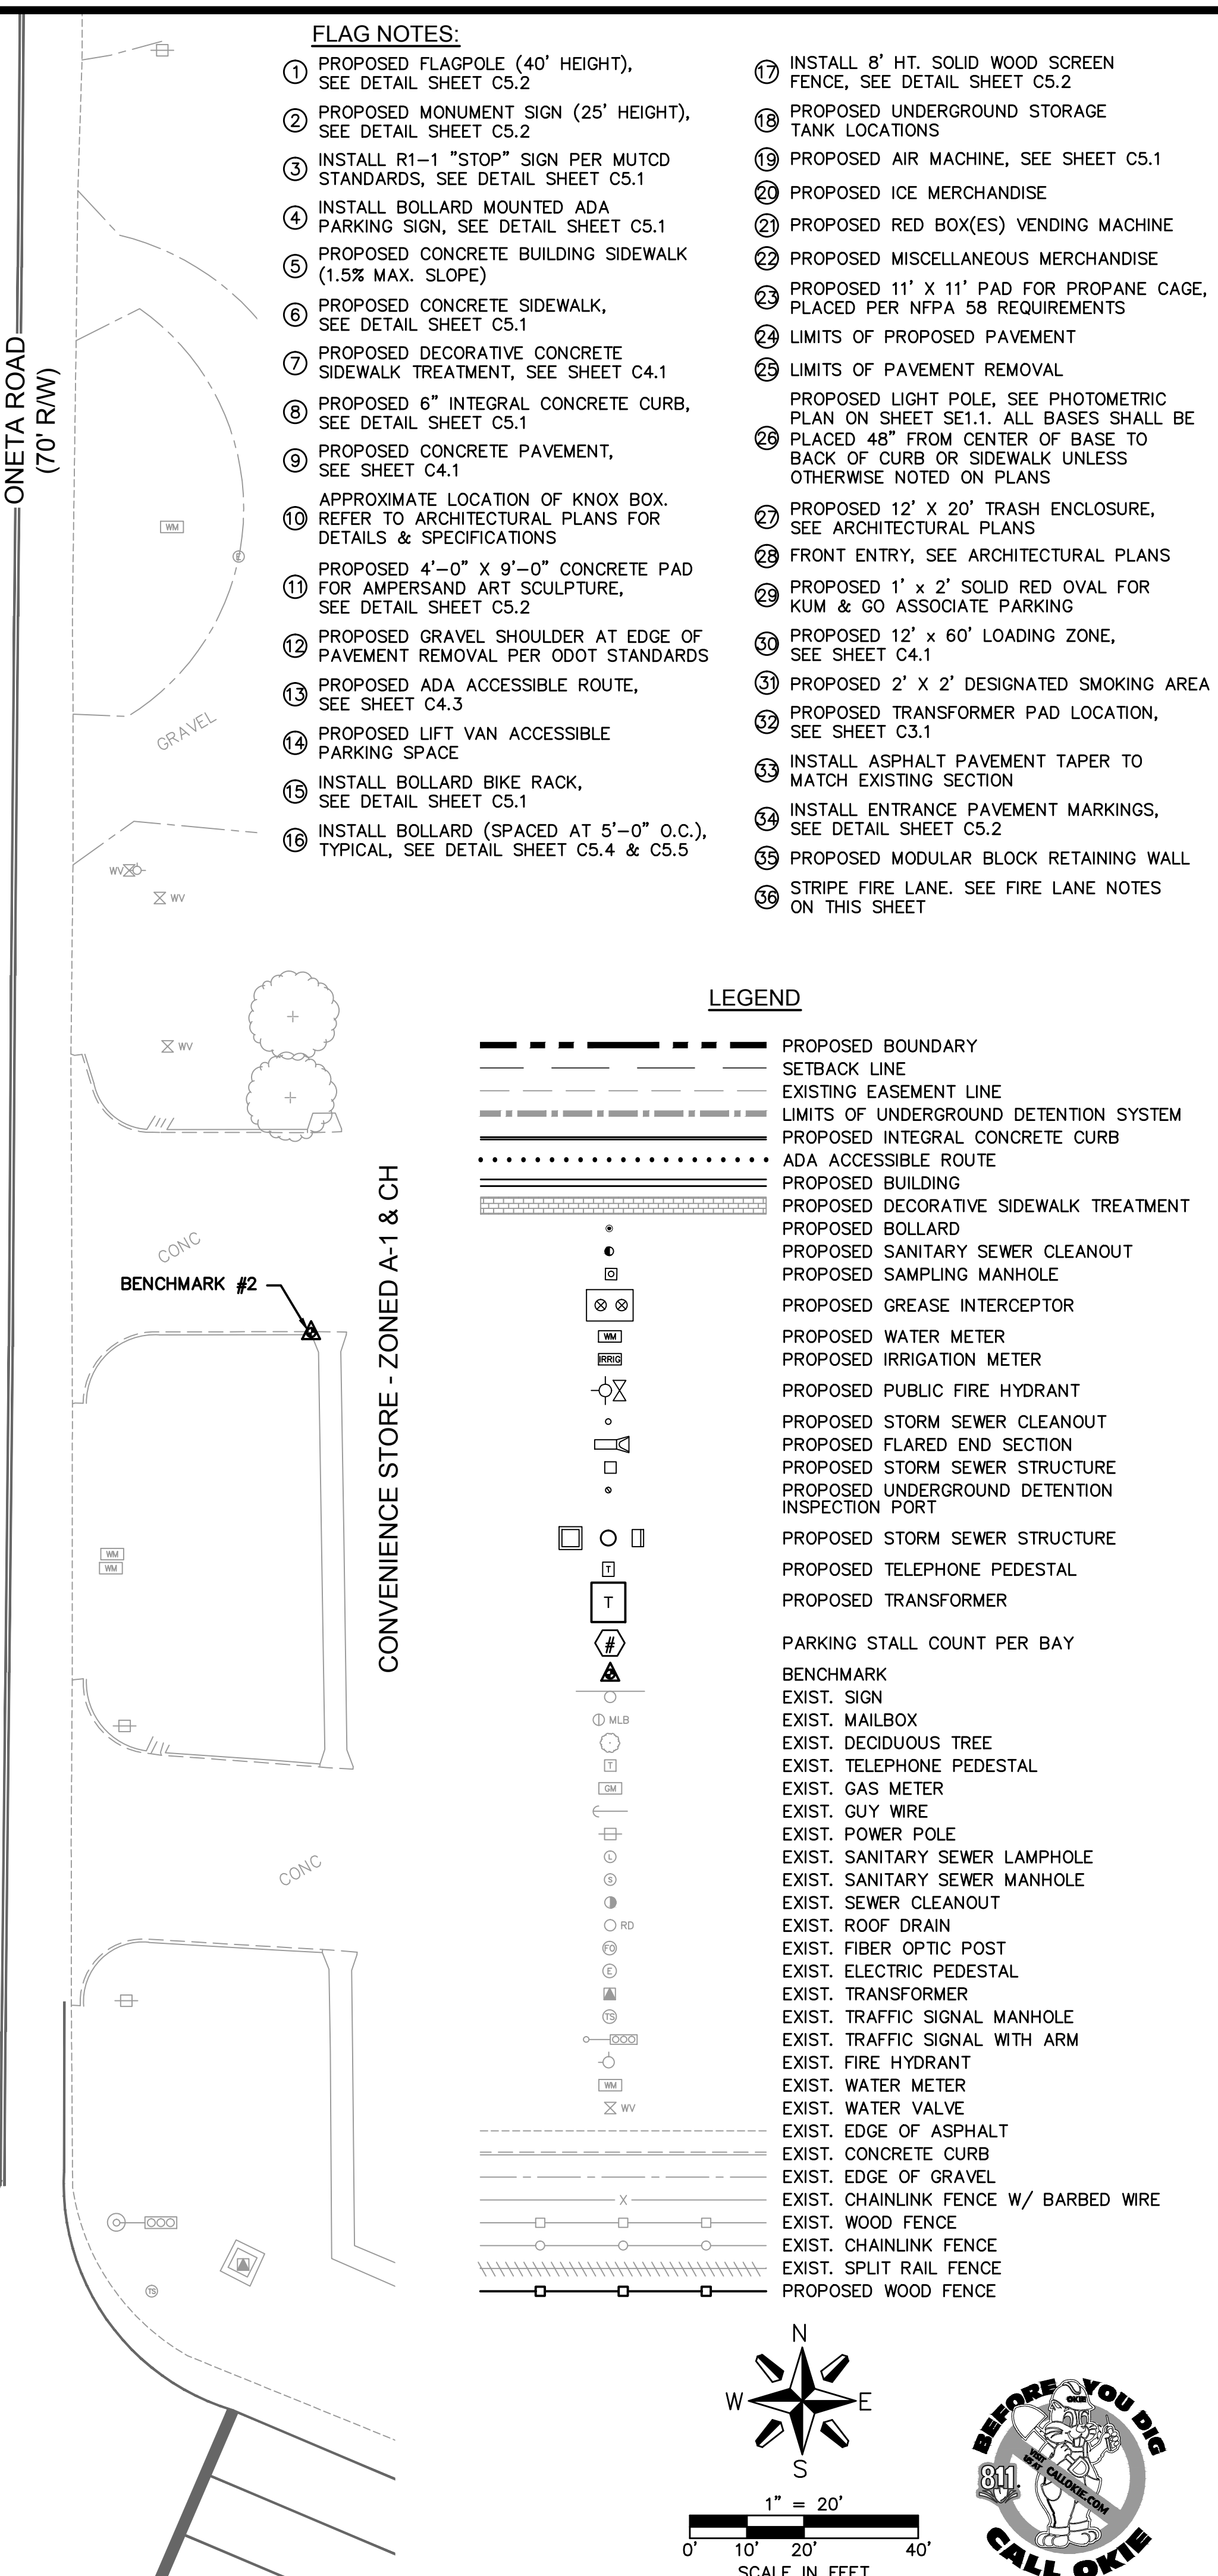 FLAG NOTES:
1 PROPOSED FLAGPOLE (40' HEIGHT),
SEE DETAIL SHEET C5.2
2 PROPOSED MONUMENT SIGN (25' HEIGHT),
SEE DETAIL SHEET C5.2
3 INSTALL R1-1 "STOP" SIGN PER MUTCD
STANDARDS, SEE DETAIL SHEET C5.1
4 INSTALL BOLLARD MOUNTED ADA
PARKING SIGN, SEE DETAIL SHEET C5.1
5 PROPOSED CONCRETE BUILDING SIDEWALK
(1.5% MAX. SLOPE)
6 PROPOSED CONCRETE SIDEWALK,
SEE DETAIL SHEET C5.1
7 PROPOSED DECORATIVE CONCRETE
SIDEWALK TREATMENT, SEE SHEET C4.1
8 PROPOSED 6" INTEGRAL CONCRETE CURB,
SEE DETAIL SHEET C5.1
9 PROPOSED CONCRETE PAVEMENT,
SEE SHEET C4.1
10 APPROXIMATE LOCATION OF KNOX BOX.
REFER TO ARCHITECTURAL PLANS FOR
DETAILS & SPECIFICATIONS
11 PROPOSED 4'-0" X 9'-0" CONCRETE PAD
FOR AMPERSAND ART SCULPTURE,
SEE DETAIL SHEET C5.2
12 PROPOSED GRAVEL SHOULDER AT EDGE OF
PAVEMENT REMOVAL PER ODOT STANDARDS
13 PROPOSED ADA ACCESSIBLE ROUTE,
SEE SHEET C4.3
14 PROPOSED LIFT VAN ACCESSIBLE
PARKING SPACE
15 INSTALL BOLLARD BIKE RACK,
SEE DETAIL SHEET C5.1
16 INSTALL BOLLARD (SPACED AT 5'-0" O.C.),
TYPICAL, SEE DETAIL SHEET C5.4 & C5.5
17 INSTALL 8' HT. SOLID WOOD SCREEN
FENCE, SEE DETAIL SHEET C5.2
18 PROPOSED UNDERGROUND STORAGE
TANK LOCATIONS
19 PROPOSED AIR MACHINE, SEE SHEET C5.1
20 PROPOSED ICE MERCHANDISE
21 PROPOSED RED BOX(ES) VENDING MACHINE
22 PROPOSED MISCELLANEOUS MERCHANDISE
23 PROPOSED 11' X 11' PAD FOR PROPANE CAGE,
PLACED PER NFPA 58 REQUIREMENTS
24 LIMITS OF PROPOSED PAVEMENT
25 LIMITS OF PAVEMENT REMOVAL
PROPOSED LIGHT POLE, SEE PHOTOMETRIC
PLAN ON SHEET SE1.1. ALL BASES SHALL BE
26 PLACED 48" FROM CENTER OF BASE TO
BACK OF CURB OR SIDEWALK UNLESS
OTHERWISE NOTED ON PLANS
27 PROPOSED 12' X 20' TRASH ENCLOSURE,
SEE ARCHITECTURAL PLANS
28 FRONT ENTRY, SEE ARCHITECTURAL PLANS
29 PROPOSED 1' x 2' SOLID RED OVAL FOR
KUM & GO ASSOCIATE PARKING
30 PROPOSED 12' x 60' LOADING ZONE,
SEE SHEET C4.1
31 PROPOSED 2' X 2' DESIGNATED SMOKING AREA
32 PROPOSED TRANSFORMER PAD LOCATION,
SEE SHEET C3.1
33 INSTALL ASPHALT PAVEMENT TAPER TO
MATCH EXISTING SECTION
34 INSTALL ENTRANCE PAVEMENT MARKINGS,
SEE DETAIL SHEET C5.2
35 PROPOSED MODULAR BLOCK RETAINING WALL
36 STRIPE FIRE LANE. SEE FIRE LANE NOTES
ON THIS SHEET
ONETA ROAD
(70' R/W)
WM
E
GRAVEL
WV
WV
WV
CONC
BENCHMARK #2
CONVENIENCE STORE - ZONED A-1 & CH
WM
WM
CONC
TS
LEGEND
PROPOSED BOUNDARY
SETBACK LINE
EXISTING EASEMENT LINE
LIMITS OF UNDERGROUND DETENTION SYSTEM
PROPOSED INTEGRAL CONCRETE CURB
ADA ACCESSIBLE ROUTE
PROPOSED BUILDING
PROPOSED DECORATIVE SIDEWALK TREATMENT
PROPOSED BOLLARD
PROPOSED SANITARY SEWER CLEANOUT
PROPOSED SAMPLING MANHOLE
PROPOSED GREASE INTERCEPTOR
WM PROPOSED WATER METER
IRRIG PROPOSED IRRIGATION METER
PROPOSED PUBLIC FIRE HYDRANT
PROPOSED STORM SEWER CLEANOUT
PROPOSED FLARED END SECTION
PROPOSED STORM SEWER STRUCTURE
PROPOSED UNDERGROUND DETENTION
INSPECTION PORT
PROPOSED STORM SEWER STRUCTURE
T PROPOSED TELEPHONE PEDESTAL
T PROPOSED TRANSFORMER
# PARKING STALL COUNT PER BAY
BENCHMARK
EXIST. SIGN
MLB EXIST. MAILBOX
EXIST. DECIDUOUS TREE
T EXIST. TELEPHONE PEDESTAL
GM EXIST. GAS METER
EXIST. GUY WIRE
EXIST. POWER POLE
L EXIST. SANITARY SEWER LAMPHOLE
S EXIST. SANITARY SEWER MANHOLE
EXIST. SEWER CLEANOUT
RD EXIST. ROOF DRAIN
FO EXIST. FIBER OPTIC POST
E EXIST. ELECTRIC PEDESTAL
EXIST. TRANSFORMER
TS EXIST. TRAFFIC SIGNAL MANHOLE
EXIST. TRAFFIC SIGNAL WITH ARM
EXIST. FIRE HYDRANT
WM EXIST. WATER METER
WV EXIST. WATER VALVE
EXIST. EDGE OF ASPHALT
EXIST. CONCRETE CURB
EXIST. EDGE OF GRAVEL
X EXIST. CHAINLINK FENCE W/ BARBED WIRE
EXIST. WOOD FENCE
EXIST. CHAINLINK FENCE
EXIST. SPLIT RAIL FENCE
PROPOSED WOOD FENCE
N
W E
S
1" = 20'
0' 10' 20' 40'
SCALE IN FEET
BEFORE YOU DIG
OKIE
811
VISIT US AT CALLOKIE.COM
CALL OKIE